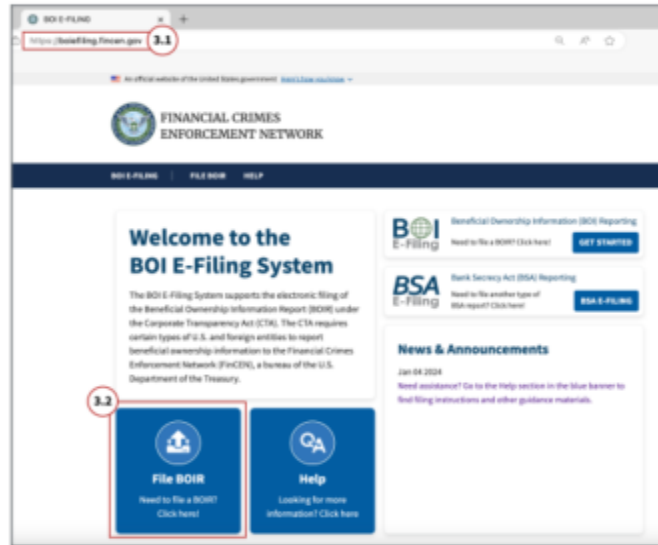 BOI E-FILING
https://boiefiling.fincen.gov
3.1
An official website of the United States government Here's how you know
FINANCIAL CRIMES
ENFORCEMENT NETWORK
BOI E-FILING FILE BOIR HELP
Welcome to the
BOI E-Filing System
The BOI E-Filing System supports the electronic filing of
the Beneficial Ownership Information Report (BOIR) under
the Corporate Transparency Act (CTA). The CTA requires
certain types of U.S. and foreign entities to report
beneficial ownership information to the Financial Crimes
Enforcement Network (FinCEN), a bureau of the U.S.
Department of the Treasury.
BOI
E-Filing
Beneficial Ownership Information (BOI) Reporting
Need to file a BOIR? Click here!
GET STARTED
BSA
E-Filing
Bank Secrecy Act (BSA) Reporting
Need to file another type of
BSA report? Click here!
BSA E-FILING
News & Announcements
Jan 04 2024
Need assistance? Go to the Help section in the blue banner to
find filing instructions and other guidance materials.
3.2
File BOIR
Need to file a BOIR?
Click here!
QA
Help
Looking for more
information? Click here